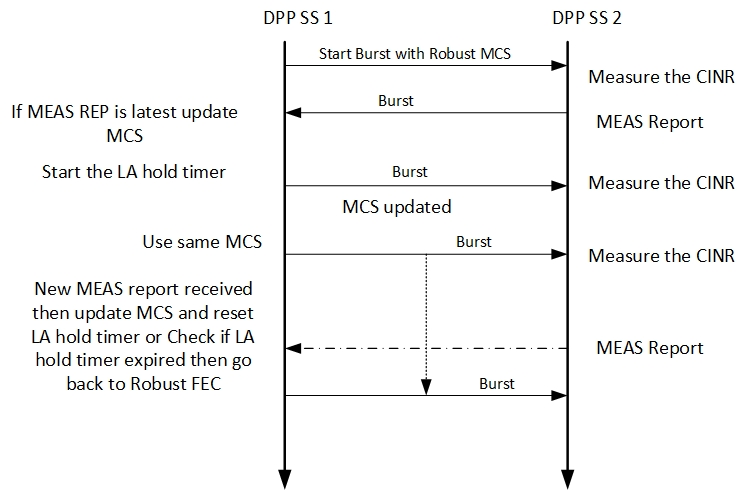 DPP SS 1
DPP SS 2
Start Burst with Robust MCS
Measure the CINR
Burst
If MEAS REP is latest update
MCS
MEAS Report
Start the LA hold timer
Burst
Measure the CINR
MCS updated
Use same MCS
Burst
Measure the CINR
New MEAS report received
then update MCS and reset
LA hold timer or Check if LA
hold timer expired then go
back to Robust FEC
MEAS Report
Burst